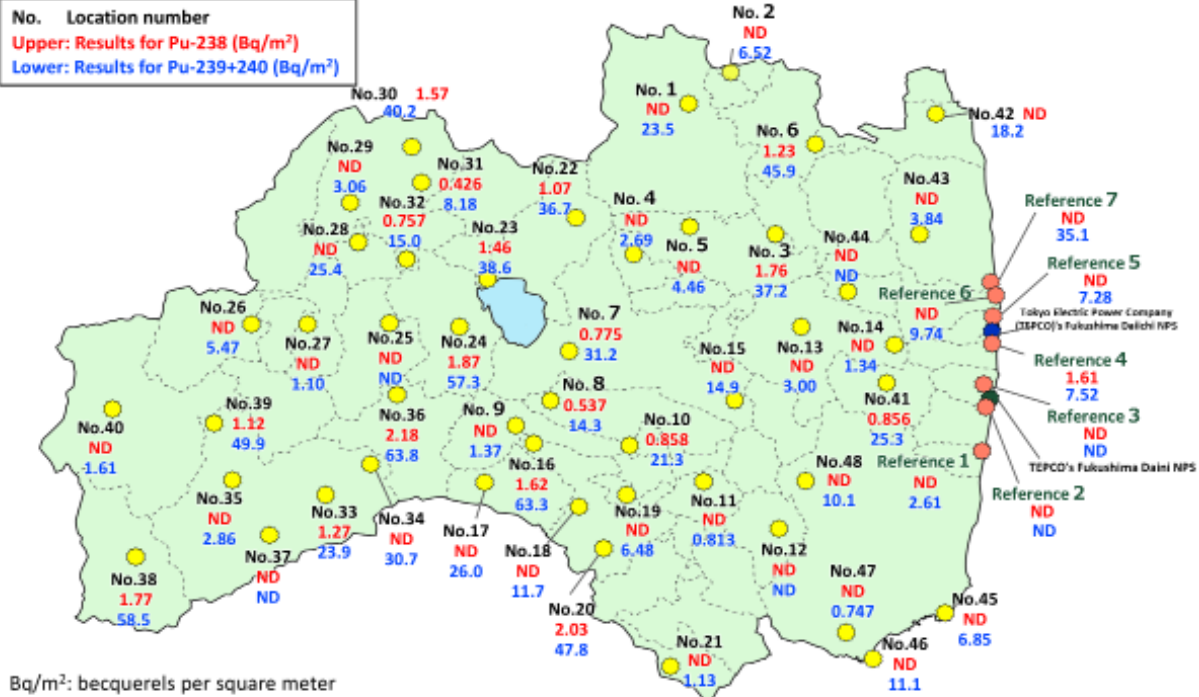 No. Location number
Upper: Results for Pu-238 (Bq/m²)
Lower: Results for Pu-239+240 (Bq/m²)
No. 2
ND
6.52
No. 1
ND
23.5
No.30 1.57
40.2
No. 6
1.23
45.9
No.42 ND
18.2
No.29
ND
3.06
No.31
0.426
8.18
No.22
1.07
36.7
No.43
ND
3.84
No.32
0.757
15.0
No. 4
ND
2.69
Reference 7
ND
35.1
No.28
ND
25.4
No.23
1.46
38.6
No. 5
ND
4.46
No. 3
1.76
37.2
No.44
ND
ND
Reference 5
ND
7.28
Reference 6
ND
9.74
Tokyo Electric Power Company
(TEPCO)'s Fukushima Daiichi NPS
No.26
ND
5.47
No.27
ND
1.10
No.25
ND
ND
No.24
1.87
57.3
No. 7
0.775
31.2
No.15
ND
14.9
No.13
ND
3.00
No.14
ND
1.34
Reference 4
1.61
7.52
No.40
ND
1.61
No.39
1.12
49.9
No.36
2.18
63.8
No. 9
ND
1.37
No. 8
0.537
14.3
No.10
0.858
21.3
No.41
0.856
25.3
Reference 3
ND
ND
TEPCO's Fukushima Daini NPS
Reference 1
ND
2.61
Reference 2
ND
ND
No.16
1.62
63.3
No.48
ND
10.1
No.35
ND
2.86
No.33
1.27
23.9
No.34
ND
30.7
No.17
ND
26.0
No.18
ND
11.7
No.19
ND
6.48
No.11
ND
0.813
No.12
ND
ND
No.37
ND
ND
No.38
1.77
58.5
No.47
ND
0.747
No.20
2.03
47.8
No.45
ND
6.85
No.21
ND
1.13
No.46
ND
11.1
Bq/m²: becquerels per square meter